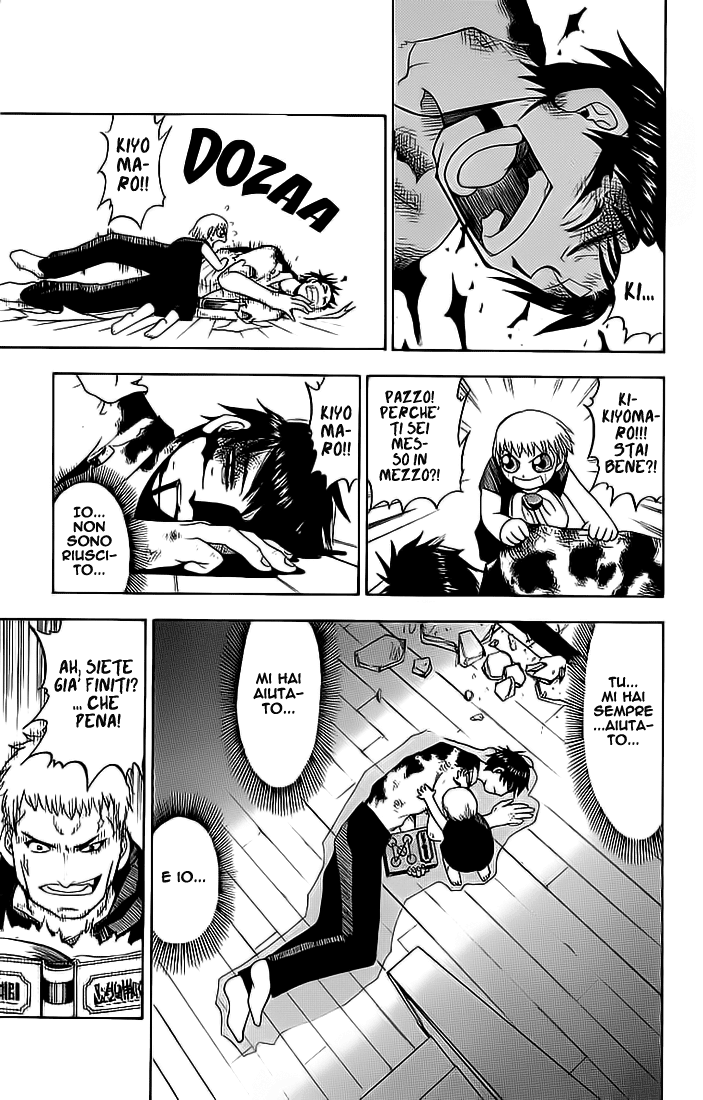 KI...
KIYO
MA-
RO!!
DOZAA
KI-
KIYOMA-
RO!!!
STAI
BENE?!
PAZZO!
PERCHE'
TI SEI
MES-
SO IN
MEZZO?!
KIYO
MA-
RO!!
IO...
NON
SONO
RIUSCI-
TO...
TU...
MI HAI
SEMPRE
...AIUTA-
TO...
MI HAI
AIUTA-
TO...
E IO...
AH, SIETE
GIA' FINITI?
... CHE
PENA!